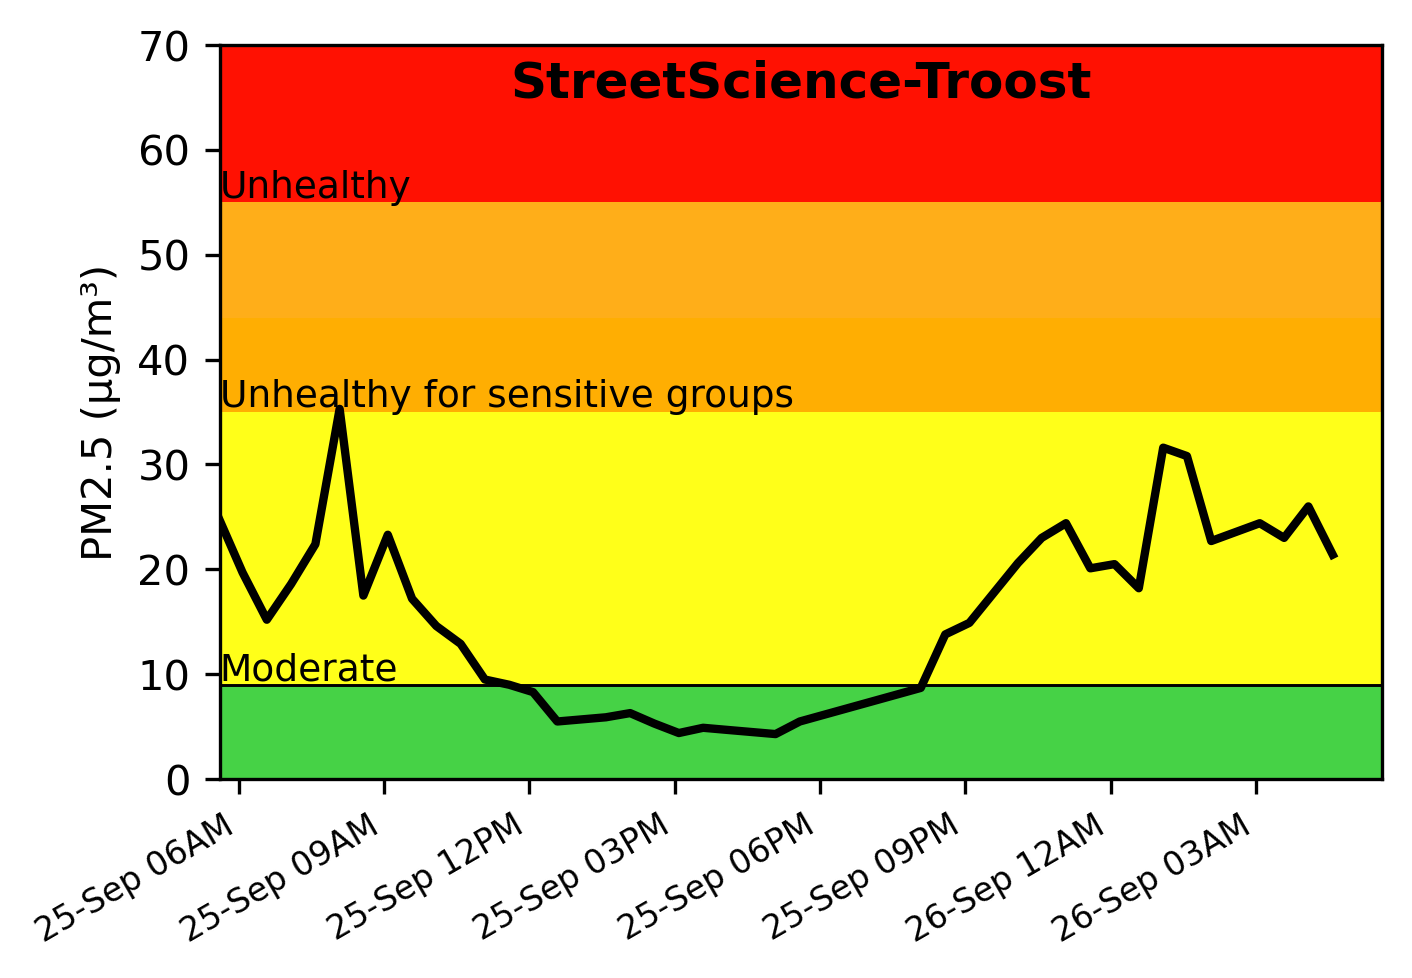 StreetScience-Troost
PM2.5 (µg/m³)
70
60
Unhealthy
50
40
Unhealthy for sensitive groups
30
20
10
Moderate
0
25-Sep 06AM
25-Sep 09AM
25-Sep 12PM
25-Sep 03PM
25-Sep 06PM
25-Sep 09PM
26-Sep 12AM
26-Sep 03AM